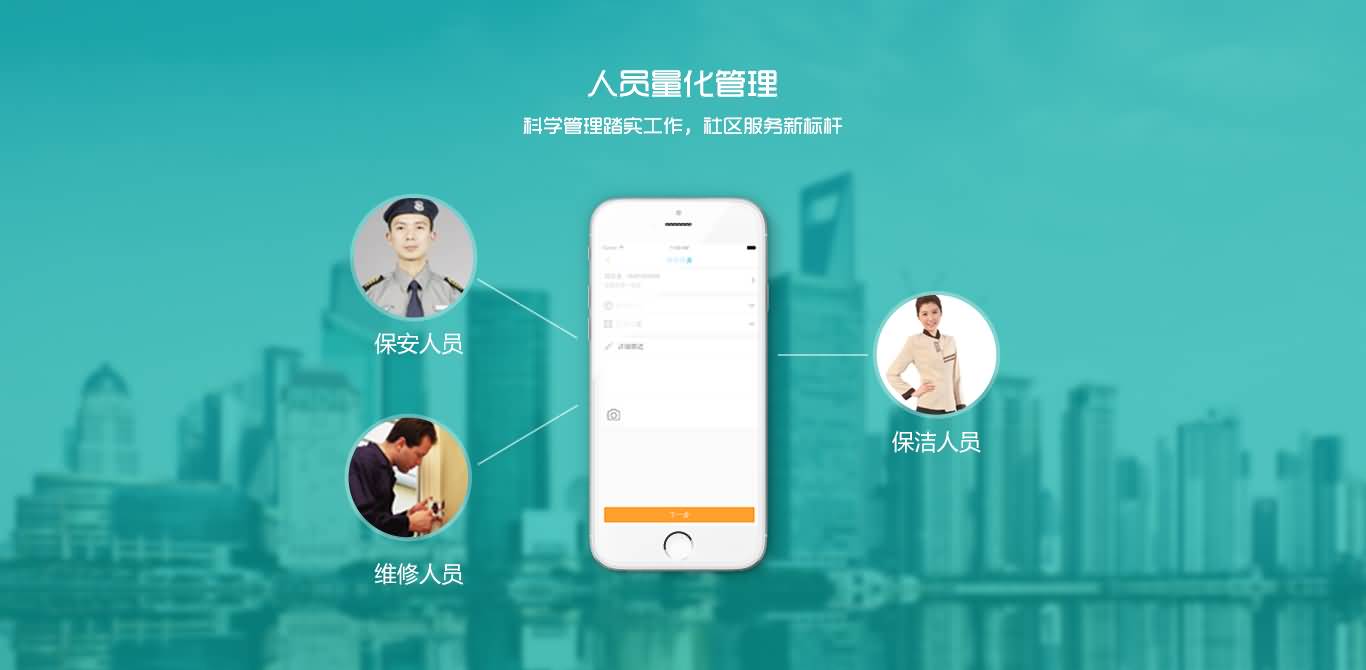 人员量化管理
科学管理踏实工作，社区服务新标杆
保安人员
详细描述
保洁人员
下一步
维修人员